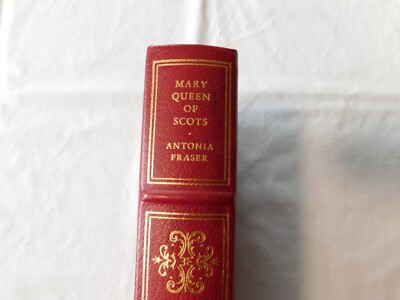 MARY
QUEEN
OF
SCOTS
·
ANTONIA
FRASER